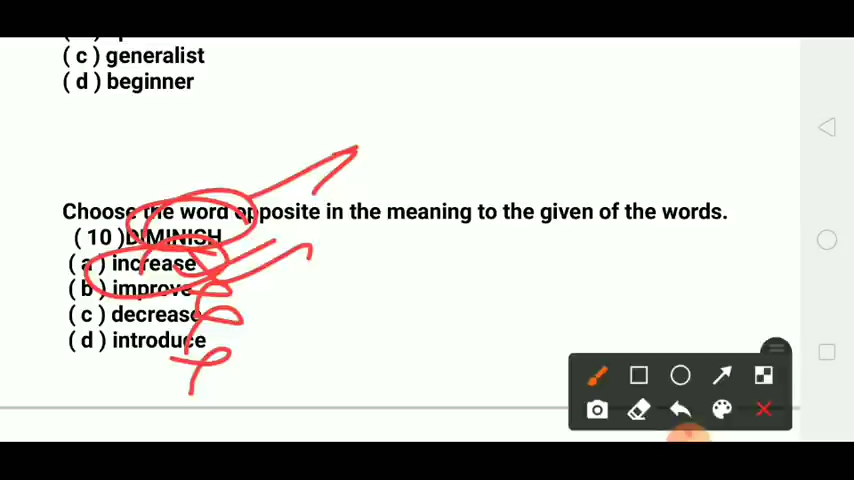 ( c ) generalist
( d ) beginner
Choose the word opposite in the meaning to the given of the words.
( 10 )DIMINISH
( a ) increase
( b ) improve
( c ) decrease
( d ) introduce